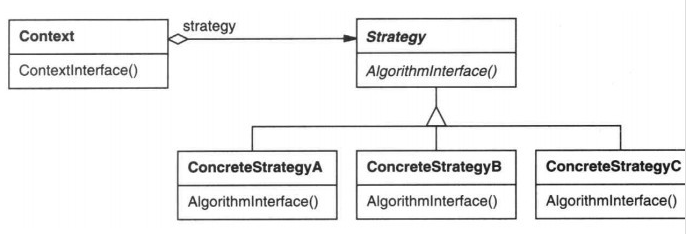 strategy
Context
Strategy
ContextInterface()
AlgorithmInterface()
ConcreteStrategyA
ConcreteStrategyB
ConcreteStrategyC
AlgorithmInterface()
AlgorithmInterface()
AlgorithmInterface()